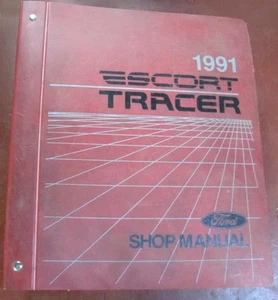 1991
ESCORT
TRACER
Ford
SHOP MANUAL